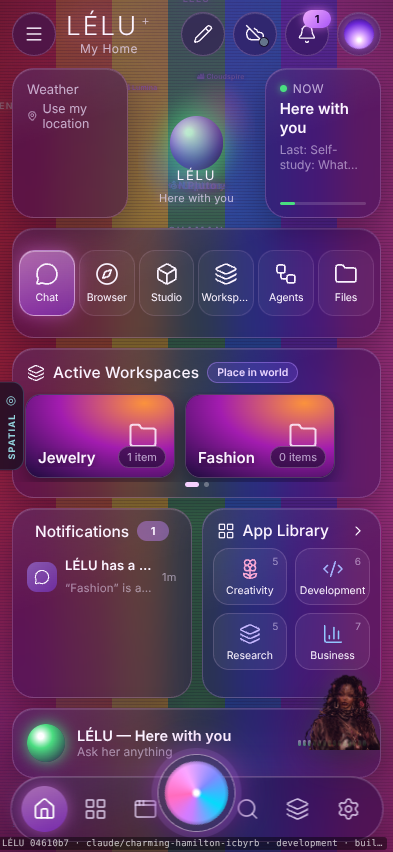 LÉLU +
My Home
1
Weather
Use my
location
LÉLU
Here with you
NOW
Here with
you
Last: Self-
study: What...
Chat
Browser
Studio
Worksp...
Agents
Files
Active Workspaces
Place in world
SPATIAL
Jewelry
1 item
Fashion
0 items
Notifications
1
LÉLU has a ...
"Fashion" is a...
1m
App Library
Creativity
5
Development
6
Research
5
Business
7
LÉLU — Here with you
Ask her anything
LÉLU 04610b7 · claude/charming-hamilton-icbyrb · development · buil…